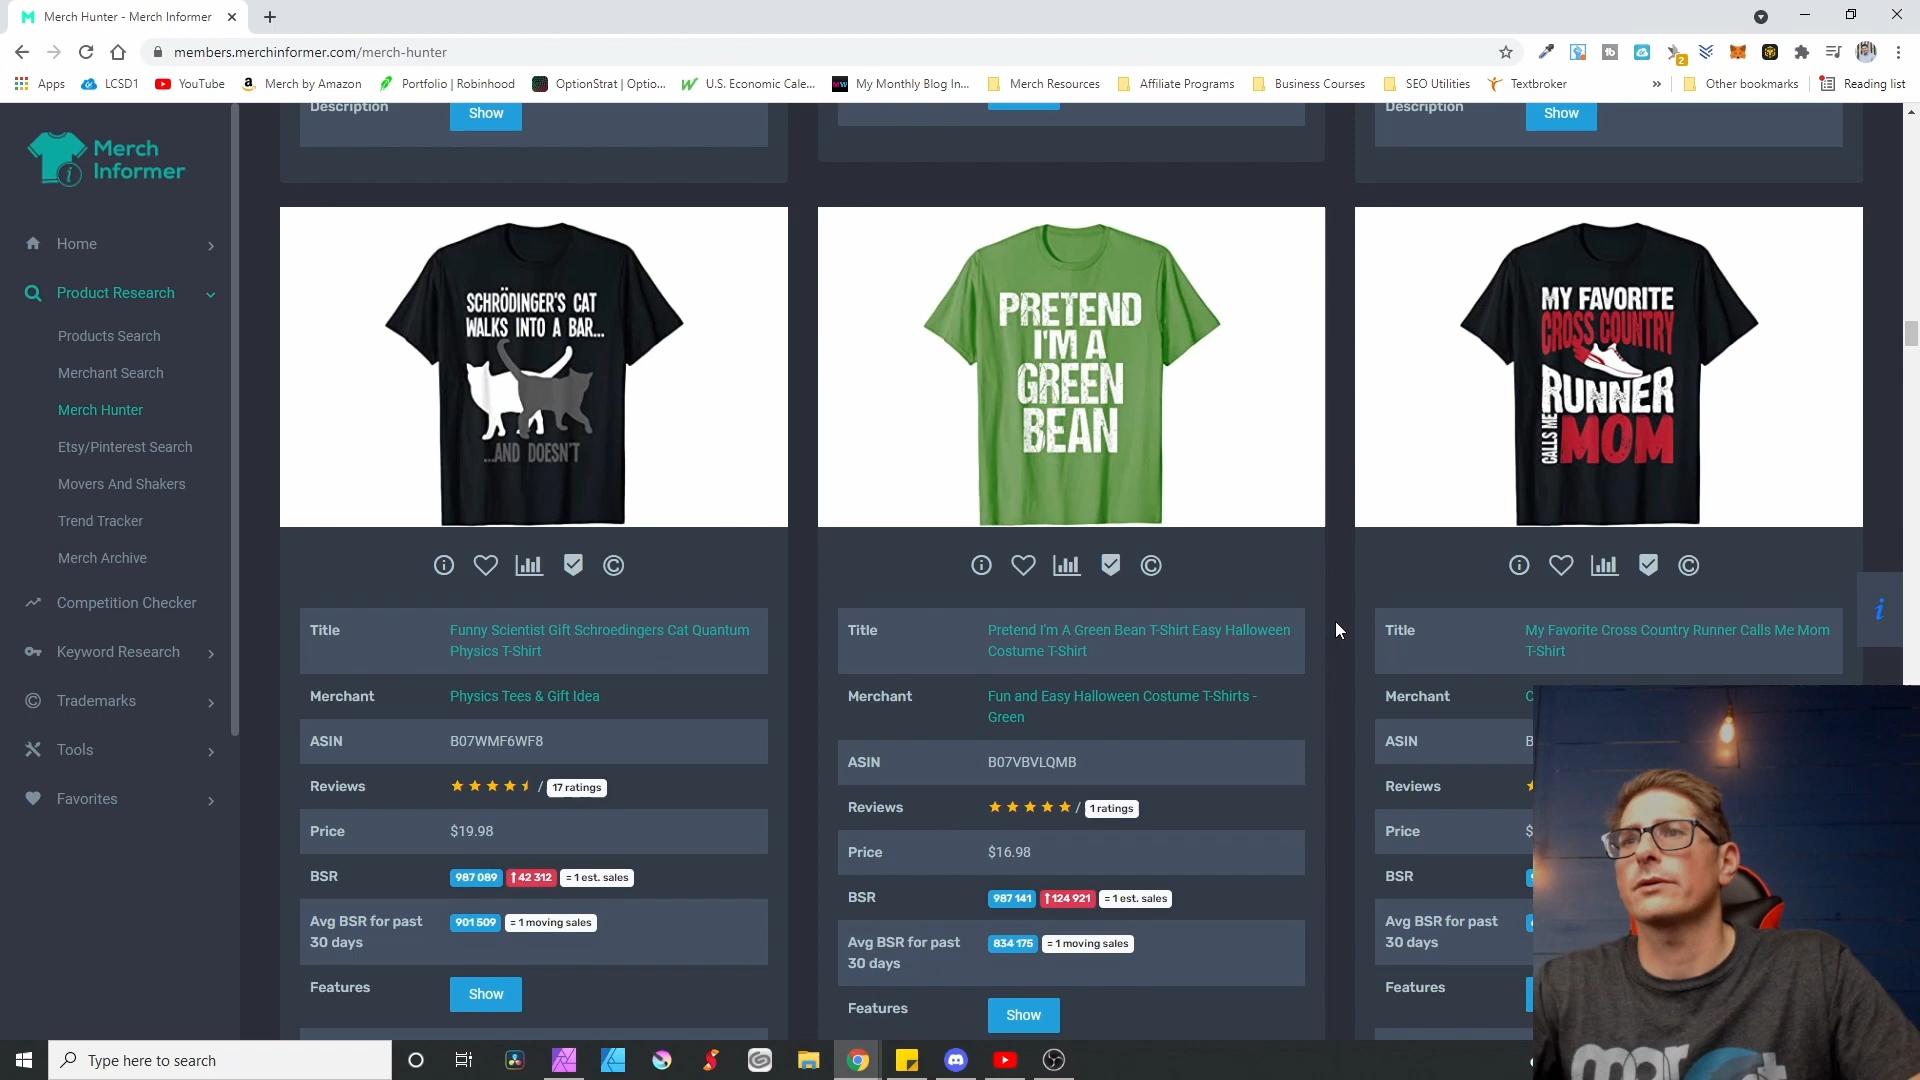 Merch Hunter - Merch Informer
members.merchinformer.com/merch-hunter
2
Apps
LCSD1
YouTube
Merch by Amazon
Portfolio | Robinhood
OptionStrat | Optio...
U.S. Economic Cale...
My Monthly Blog In...
Merch Resources
Affiliate Programs
Business Courses
SEO Utilities
Textbroker
»
Other bookmarks
Reading list
Merch
Informer
Home
Product Research
Products Search
Merchant Search
Merch Hunter
Etsy/Pinterest Search
Movers And Shakers
Trend Tracker
Merch Archive
Competition Checker
Keyword Research
Trademarks
Tools
Favorites
Description
Show
Description
Show
SCHRÖDINGER'S CAT
WALKS INTO A BAR...
...AND DOESN'T
Title
Funny Scientist Gift Schroedingers Cat Quantum
Physics T-Shirt
Merchant
Physics Tees & Gift Idea
ASIN
B07WMF6WF8
Reviews
/ 17 ratings
Price
$19.98
BSR
987 089 42 312 = 1 est. sales
Avg BSR for past
30 days
901 509 = 1 moving sales
Features
Show
PRETEND
I'M A
GREEN
BEAN
Title
Pretend I'm A Green Bean T-Shirt Easy Halloween
Costume T-Shirt
Merchant
Fun and Easy Halloween Costume T-Shirts -
Green
ASIN
B07VBVLQMB
Reviews
/ 1 ratings
Price
$16.98
BSR
987 141 124 921 = 1 est. sales
Avg BSR for past
30 days
834 175 = 1 moving sales
Features
Show
MY FAVORITE
CROSS COUNTRY
RUNNER
CALLS ME
MOM
Title
My Favorite Cross Country Runner Calls Me Mom
T-Shirt
Merchant
ASIN
Reviews
Price
$
BSR
Avg BSR for past
30 days
Features
i
Type here to search